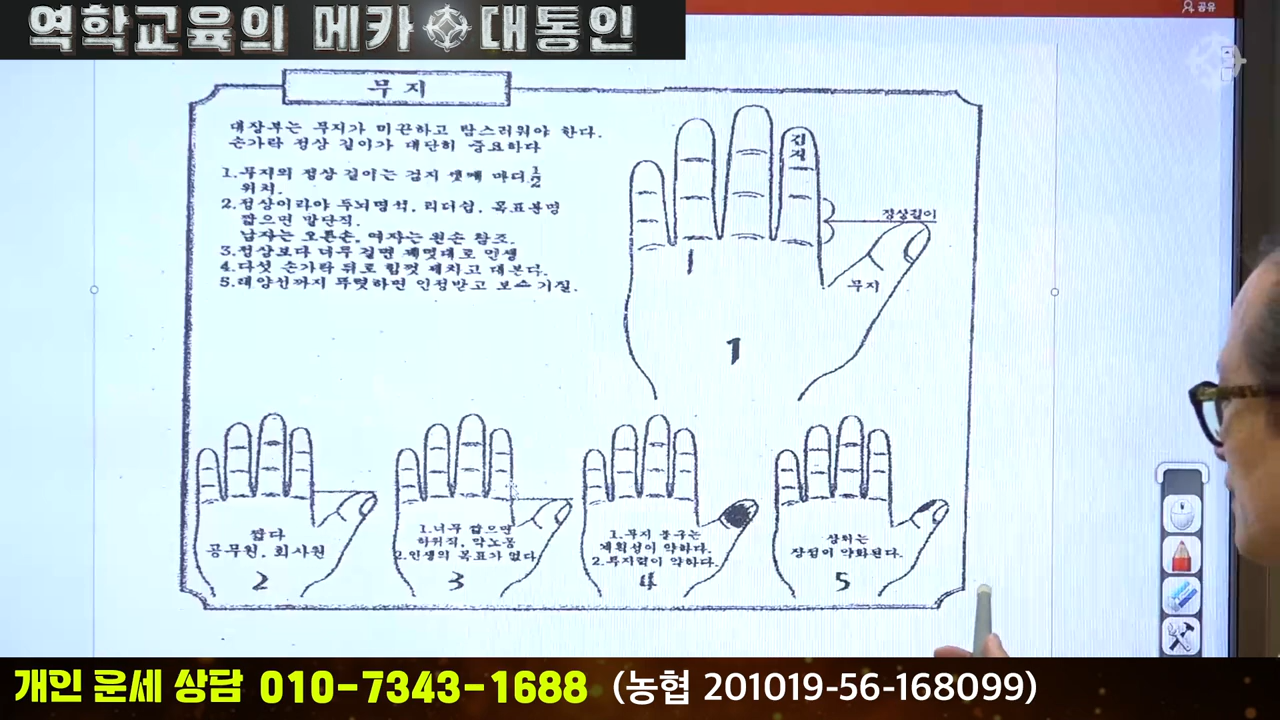 역학교육의 메카 대통인
공유
무지
대장부는 무지가 미끈하고 탐스러워야 한다.
손가락 정상 길이가 대단히 중요하다
1.무지의 정상 길이는 검지 셋째 마디 1/2
위치.
2.정상이라야 두뇌명석, 리더쉽, 목표분명
짧으면 말단직.
남자는 오른손, 여자는 왼손 참조.
3.정상보다 너무 길면 제멋대로 인생
4.다섯 손가락 뒤로 힘껏 제치고 대본다.
5.태양선까지 뚜렷하면 인정받고 보스 기질.
검지
정상길이
무지
1
1
짧다
공무원, 회사원
2
1.너무 짧으면
하위직, 막노동
2.인생의 목표가 없다
3
1.무지 불구는
계획성이 약하다.
2.투지력이 약하다.
4
상처는
장점이 약화된다.
5
개인 운세 상담 010-7343-1688 (농협 201019-56-168099)